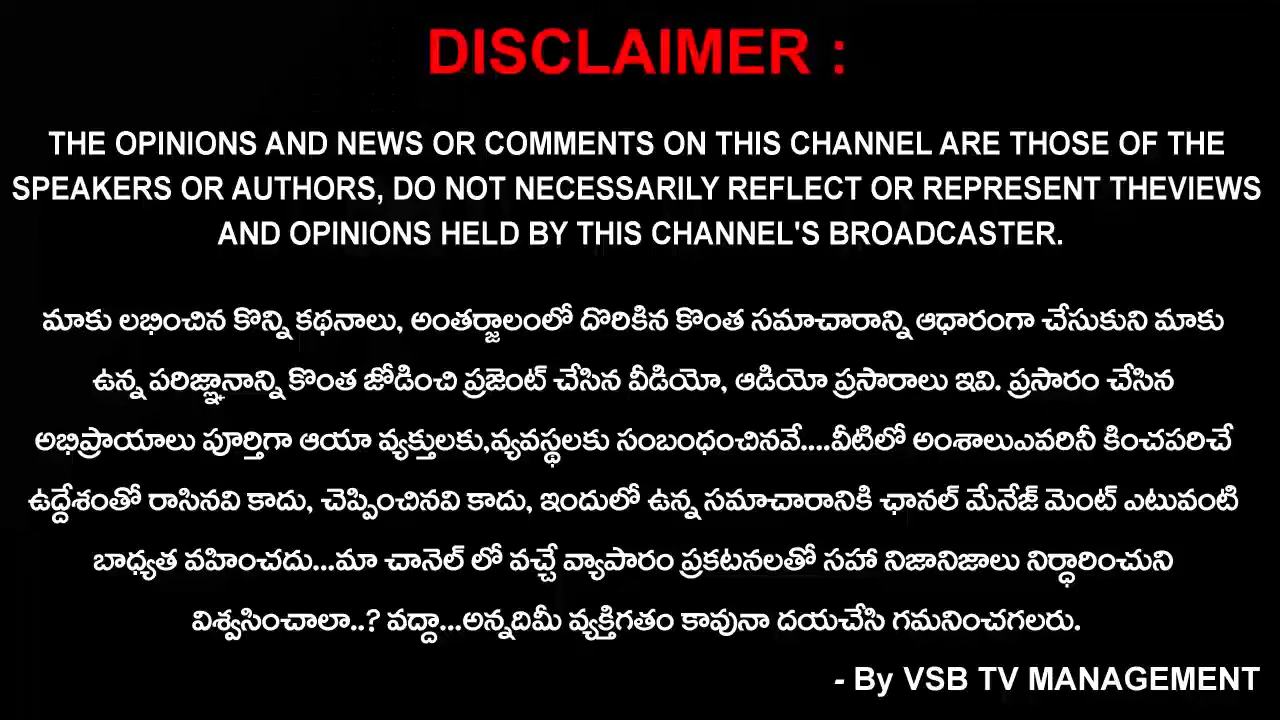 DISCLAIMER :
THE OPINIONS AND NEWS OR COMMENTS ON THIS CHANNEL ARE THOSE OF THE
SPEAKERS OR AUTHORS, DO NOT NECESSARILY REFLECT OR REPRESENT THEVIEWS
AND OPINIONS HELD BY THIS CHANNEL'S BROADCASTER.
మాకు లభించిన కొన్ని కథనాలు, అంతర్జాలంలో దొరికిన కొంత సమాచారాన్ని ఆధారంగా చేసుకుని మాకు
ఉన్న పరిజ్ఞానాన్ని కొంత జోడించి ప్రజెంట్ చేసిన వీడియో, ఆడియో ప్రసారాలు ఇవి. ప్రసారం చేసిన
అభిప్రాయాలు పూర్తిగా ఆయా వ్యక్తులకు,వ్యవస్థలకు సంబంధంచినవే....వీటిలో అంశాలుఎవరినీ కించపరిచే
ఉద్దేశంతో రాసినవి కాదు, చెప్పించినవి కాదు, ఇందులో ఉన్న సమాచారానికి ఛానల్ మేనేజ్ మెంట్ ఎటువంటి
బాధ్యత వహించదు...మా చానెల్ లో వచ్చే వ్యాపారం ప్రకటనలతో సహా నిజానిజాలు నిర్ధారించుని
విశ్వసించాలా..? వద్దా...అన్నదిమీ వ్యక్తిగతం కావునా దయచేసి గమనించగలరు.
- By VSB TV MANAGEMENT